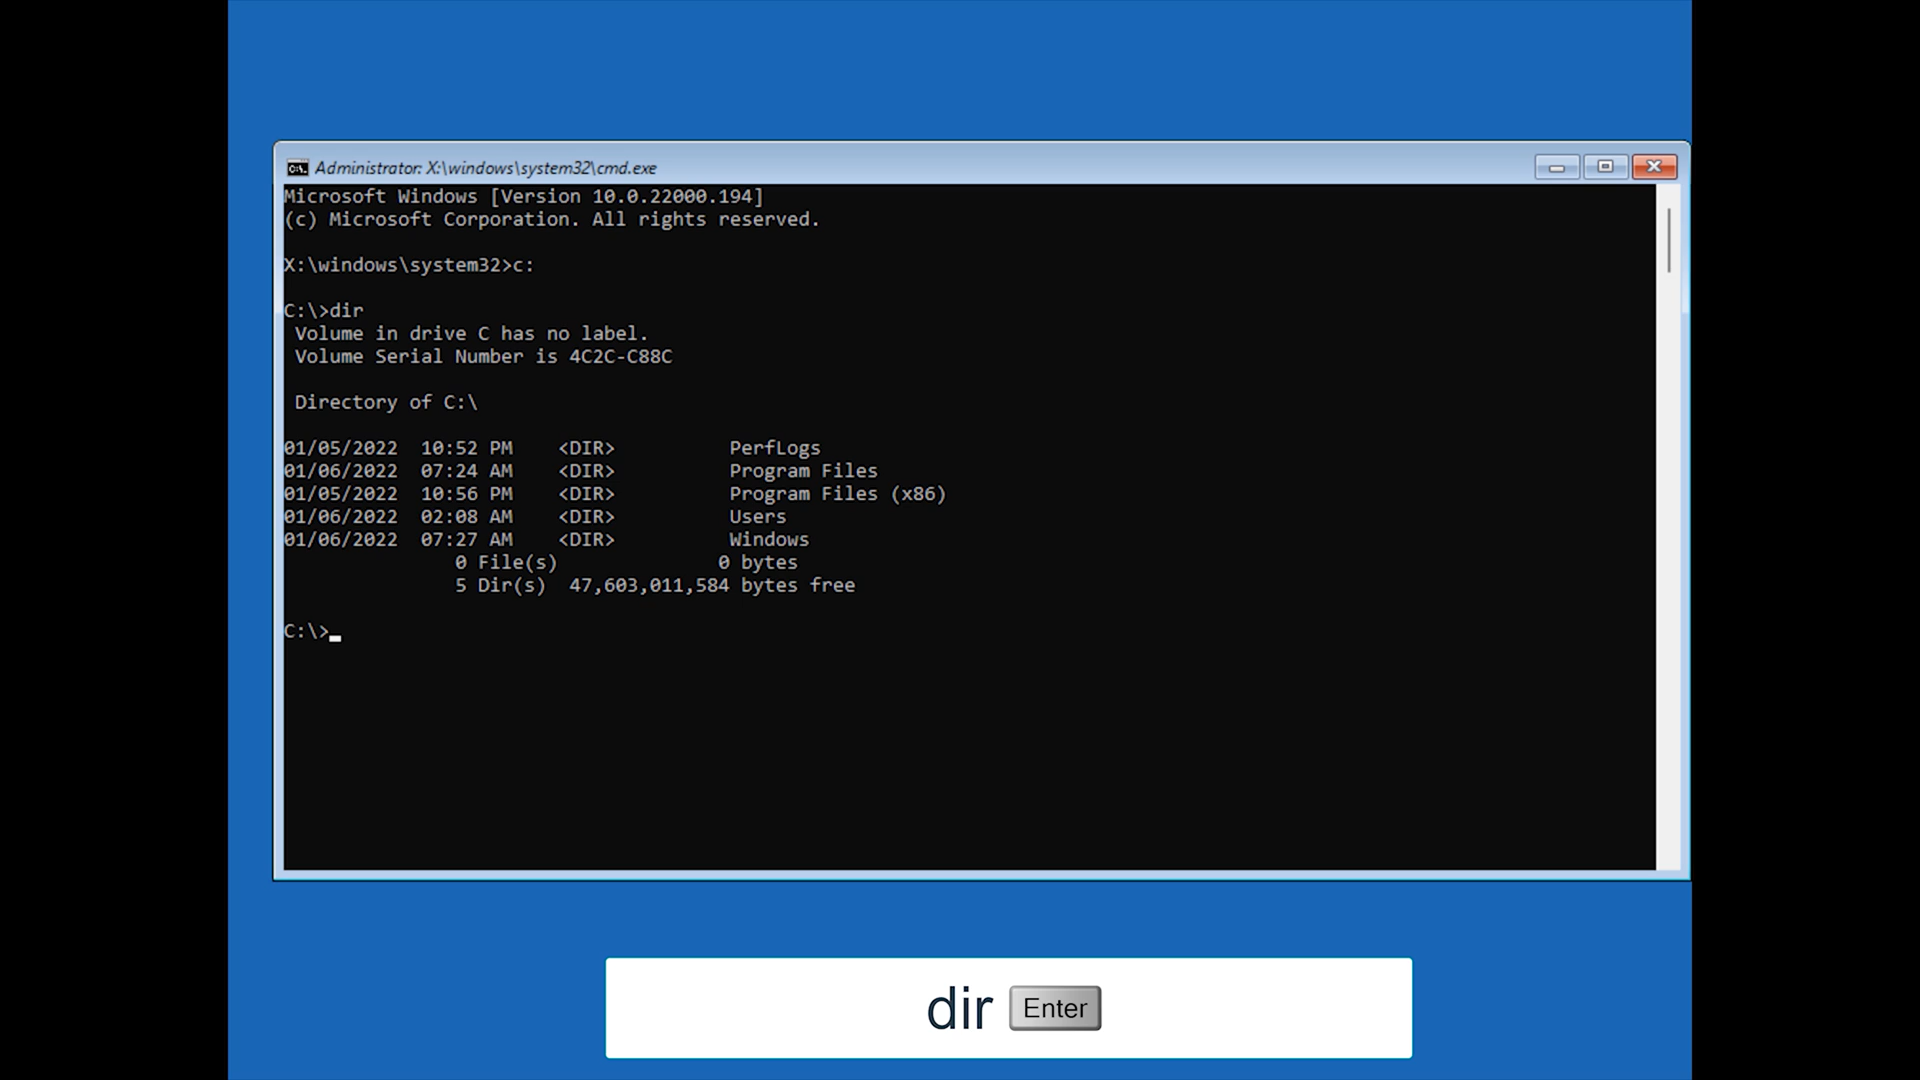 Administrator: X:\windows\system32\cmd.exe
Microsoft Windows [Version 10.0.22000.194]
(c) Microsoft Corporation. All rights reserved.
X:\windows\system32>c:
C:\>dir
Volume in drive C has no label.
Volume Serial Number is 4C2C-C88C
Directory of C:\
01/05/2022  10:52 PM    <DIR>          PerfLogs
01/06/2022  07:24 AM    <DIR>          Program Files
01/05/2022  10:56 PM    <DIR>          Program Files (x86)
01/06/2022  02:08 AM    <DIR>          Users
01/06/2022  07:27 AM    <DIR>          Windows
0 File(s)              0 bytes
5 Dir(s)  47,603,011,584 bytes free
C:\>
dir Enter